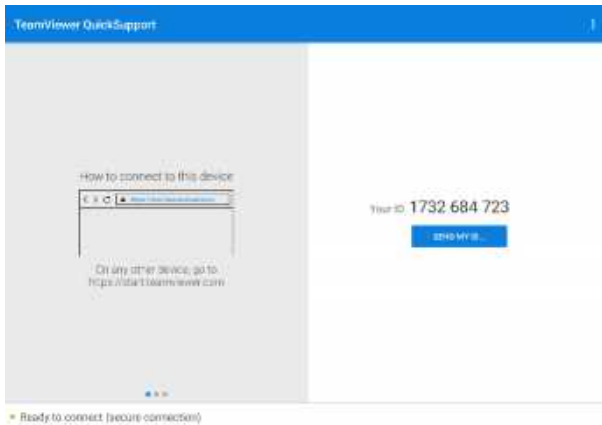 TeamViewer QuickSupport
How to connect to this device
On any other device, go to
https://start.teamviewer.com
Your ID 1732 684 723
SEND MY ID...
Ready to connect (secure connection)